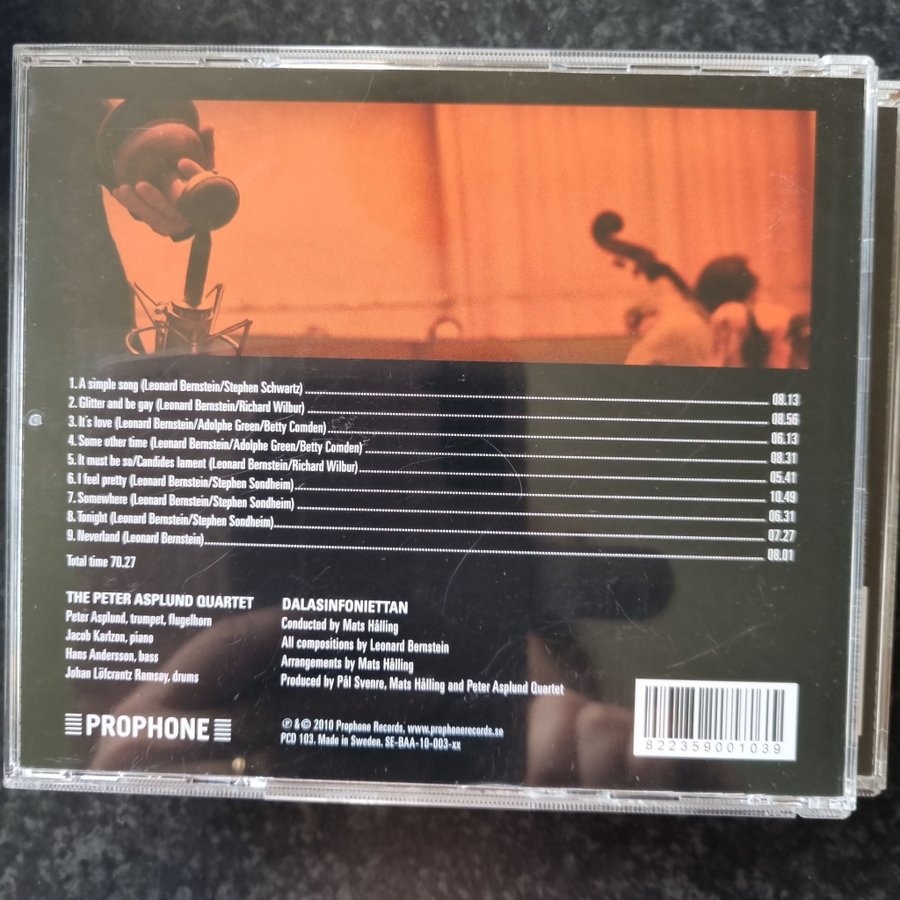 1. A simple song (Leonard Bernstein/Stephen Schwartz) 08.13
2. Glitter and be gay (Leonard Bernstein/Richard Wilbur) 08.56
3. It's love (Leonard Bernstein/Adolphe Green/Betty Comden) 06.13
4. Some other time (Leonard Bernstein/Adolphe Green/Betty Comden) 08.31
5. It must be so/Candides lament (Leonard Bernstein/Richard Wilbur) 05.41
6. I feel pretty (Leonard Bernstein/Stephen Sondheim) 10.49
7. Somewhere (Leonard Bernstein/Stephen Sondheim) 06.31
8. Tonight (Leonard Bernstein/Stephen Sondheim) 07.27
9. Neverland (Leonard Bernstein) 08.01
Total time 70.27
THE PETER ASPLUND QUARTET
Peter Asplund, trumpet, flugelhorn
Jacob Karlzon, piano
Hans Andersson, bass
Johan Löfcrantz Ramsay, drums
DALASINFONIETTAN
Conducted by Mats Hålling
All compositions by Leonard Bernstein
Arrangements by Mats Hålling
Produced by Pål Svenre, Mats Hålling and Peter Asplund Quartet
PROPHONE
℗ & © 2010 Prophone Records, www.prophonerecords.se
PCD 103. Made in Sweden. SE-BAA-10-003-xx
822359001039